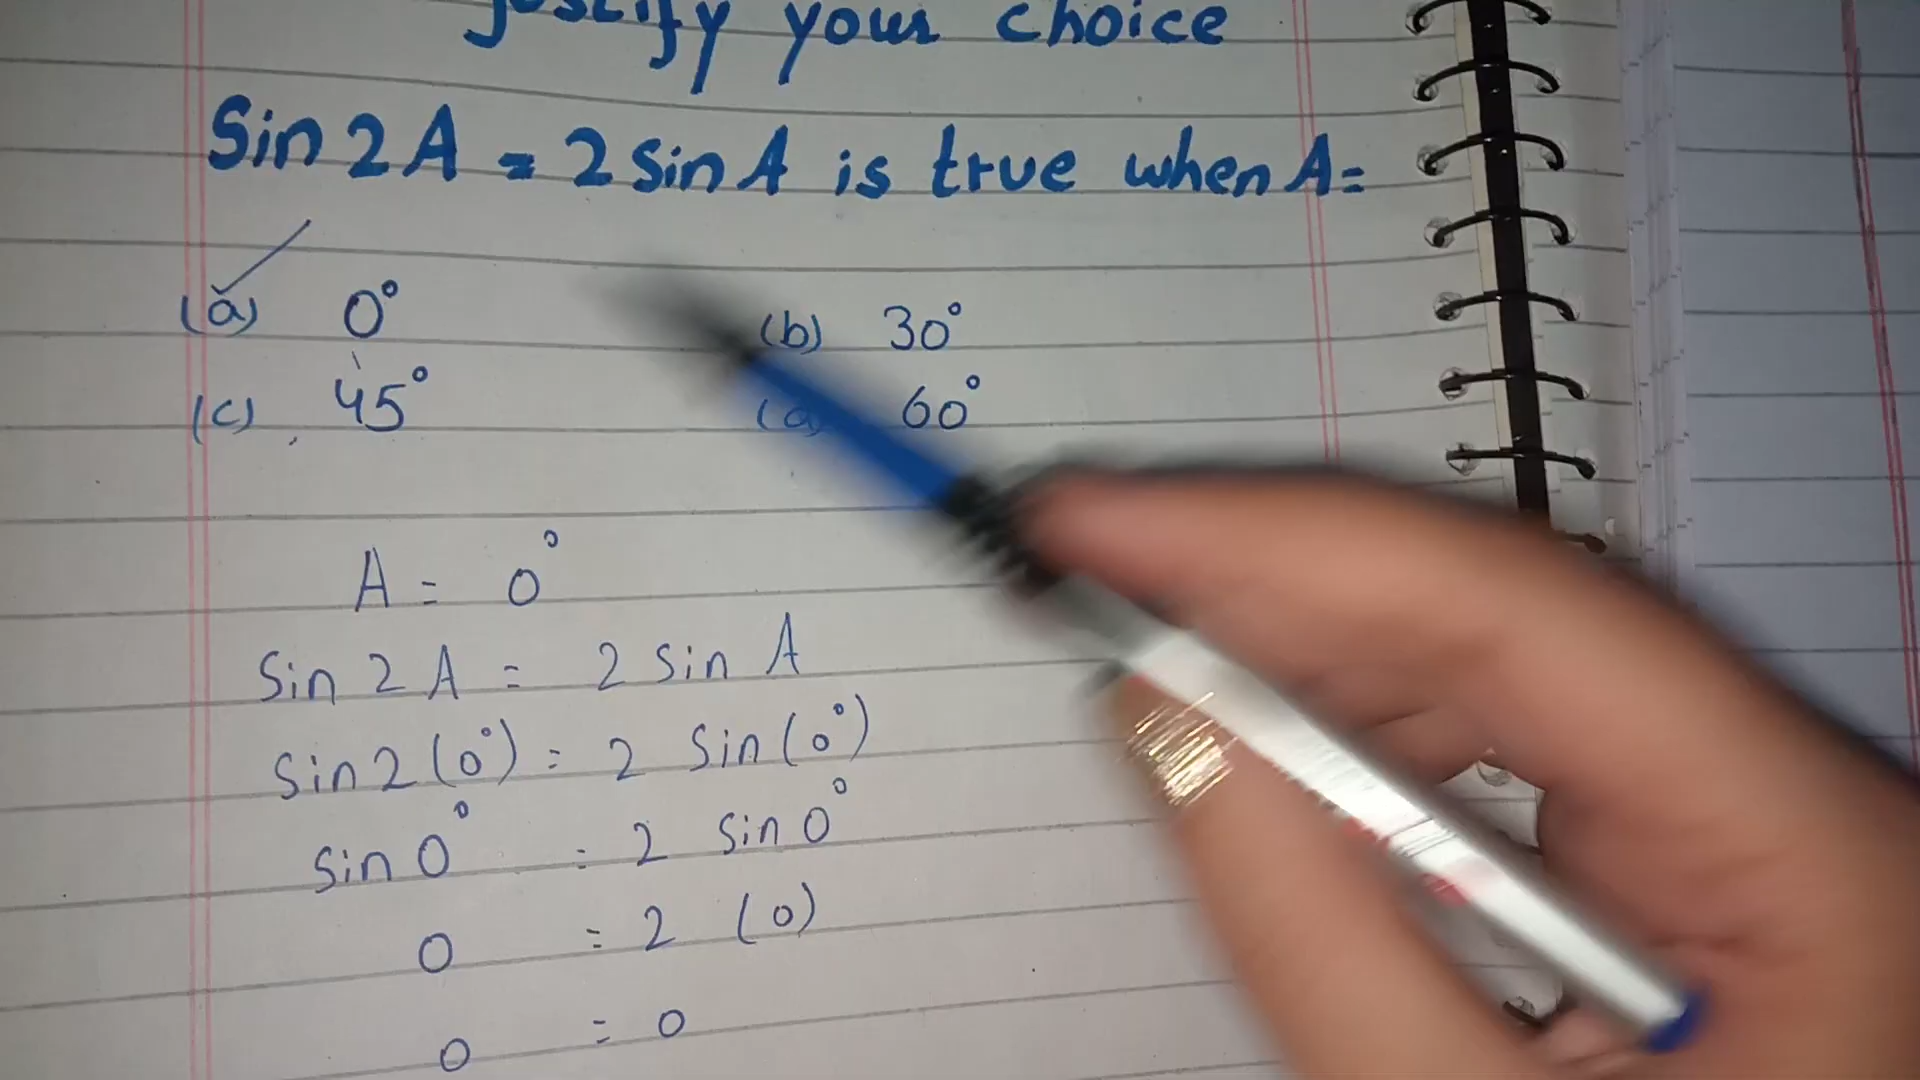 Justify your choice
Sin 2A = 2 sin A is true when A=
(a) 0° (b) 30°
(c) 45° (d) 60°
A = 0°
Sin 2 A = 2 sin A
Sin 2 (0°) = 2 Sin (0°)
Sin 0° = 2 Sin 0°
0 = 2 (0)
0 = 0